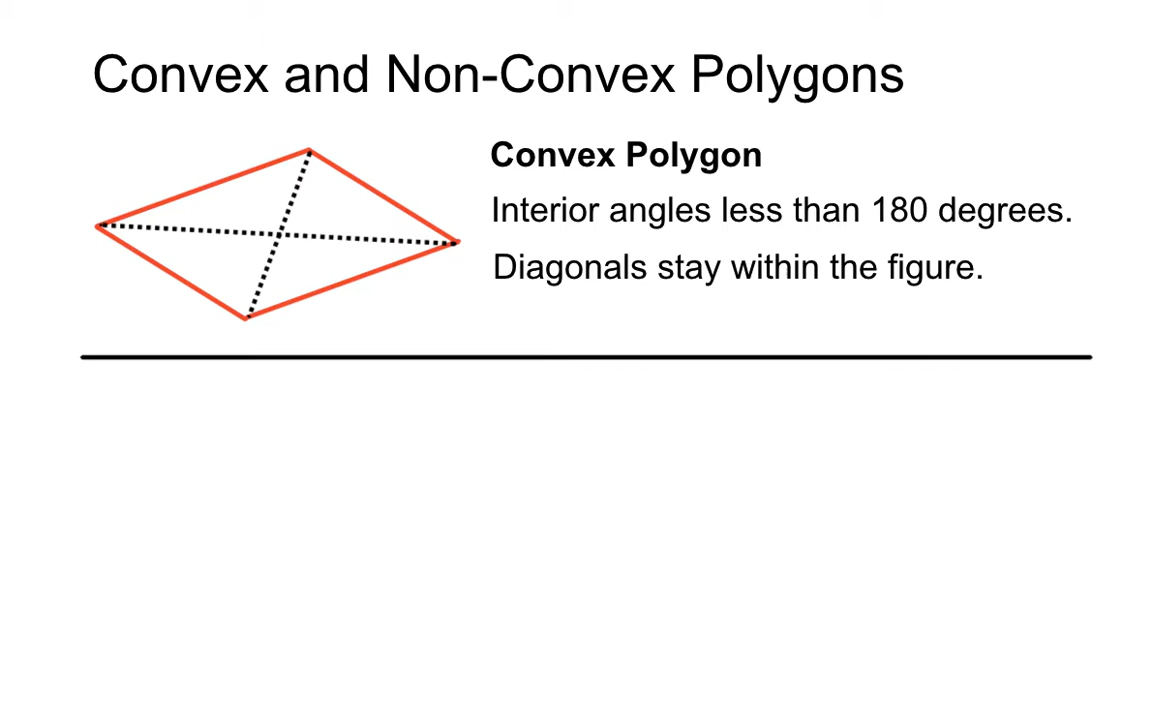 Convex and Non-Convex Polygons
Convex Polygon
Interior angles less than 180 degrees.
Diagonals stay within the figure.